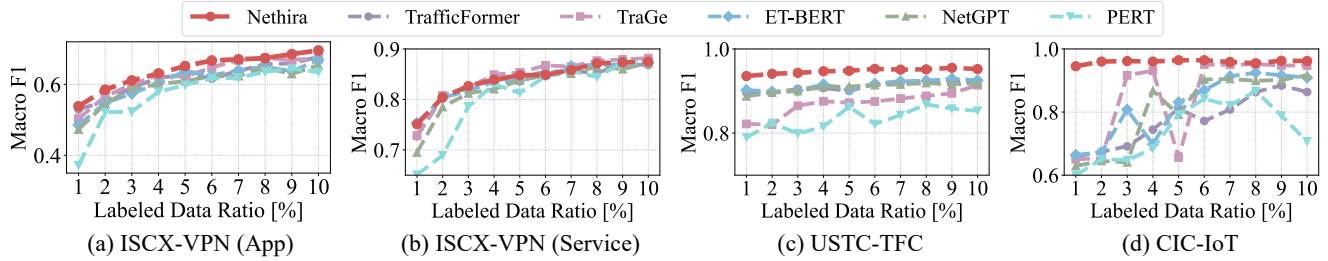 Nethira TrafficFormer TraGe ET-BERT NetGPT PERT
Macro F1
0.6
0.4
1 2 3 4 5 6 7 8 9 10
Labeled Data Ratio [%]
(a) ISCX-VPN (App)
Macro F1
0.9
0.8
0.7
1 2 3 4 5 6 7 8 9 10
Labeled Data Ratio [%]
(b) ISCX-VPN (Service)
Macro F1
1.0
0.9
0.8
1 2 3 4 5 6 7 8 9 10
Labeled Data Ratio [%]
(c) USTC-TFC
Macro F1
1.0
0.8
0.6
1 2 3 4 5 6 7 8 9 10
Labeled Data Ratio [%]
(d) CIC-IoT